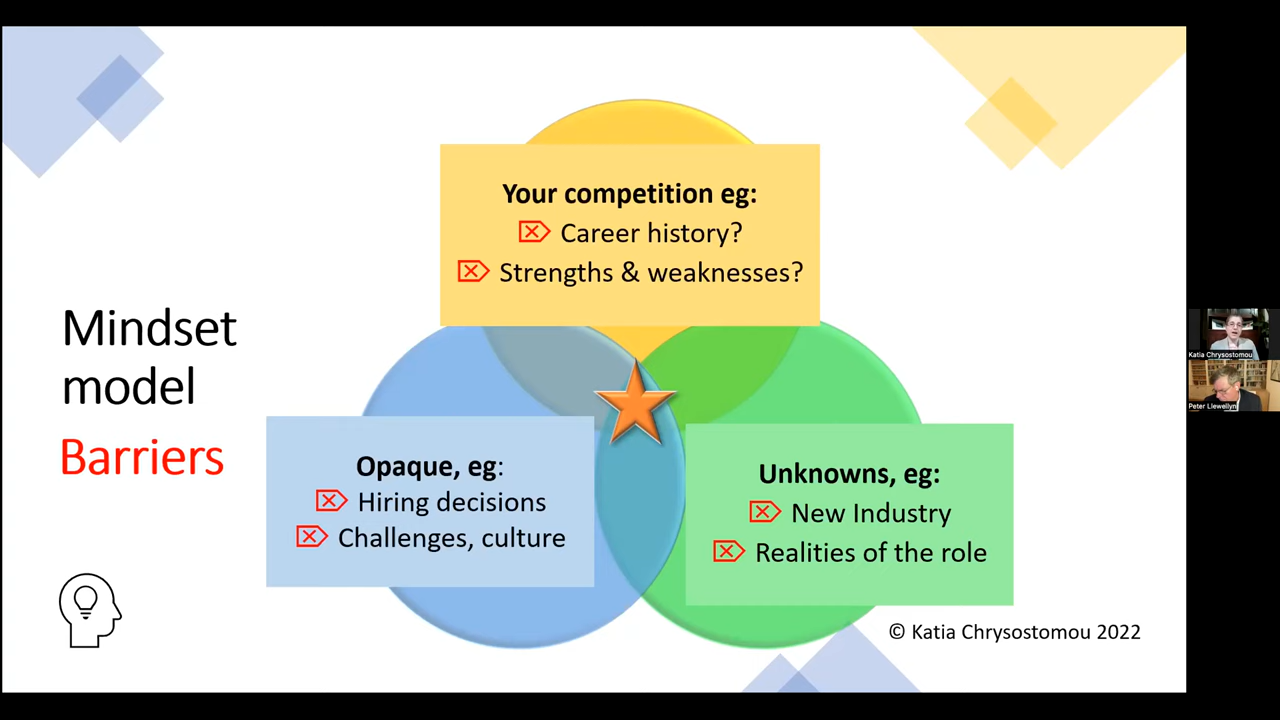 Mindset
model
Barriers
Your competition eg:
Career history?
Strengths & weaknesses?
Opaque, eg:
Hiring decisions
Challenges, culture
Unknowns, eg:
New Industry
Realities of the role
© Katia Chrysostomou 2022
Katia Chrysostomou
Peter Llewellyn